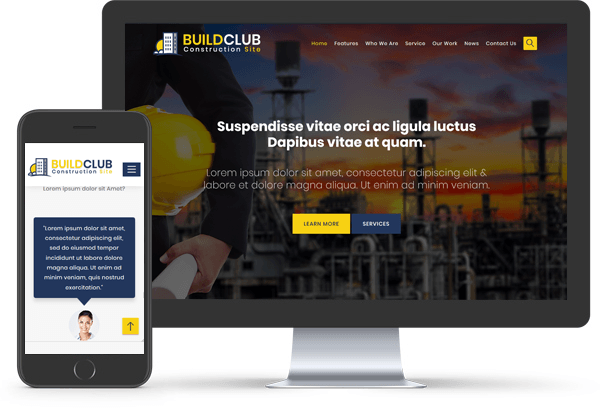 BUILDCLUB
Construction Site
Home Features Who We Are Service Our Work News Contact Us
Suspendisse vitae orci ac ligula luctus
Dapibus vitae at quam.
Lorem ipsum dolor sit amet, consectetur adipiscing elit &
labore et dolore magna aliqua. Ut enim ad minim veniam.
LEARN MORE SERVICES
BUILDCLUB
Construction Site
Lorem ipsum dolor sit Amet?
"Lorem ipsum dolor sit amet,
consectetur adipiscing elit,
sed do eiusmod tempor
incididunt ut labore dolore
magna aliqua. Ut enim ad
minim veniam, quis nostrud
exercitation."